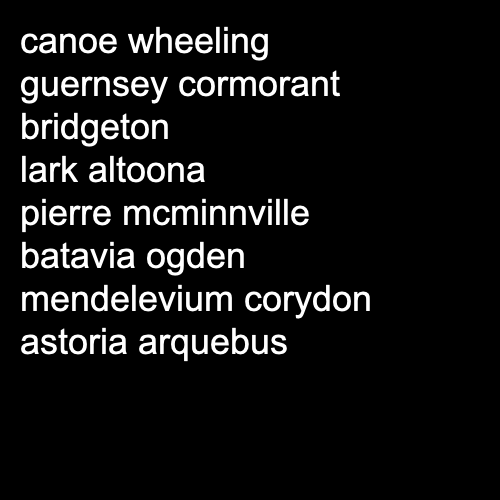 canoe wheeling
guernsey cormorant
bridgeton
lark altoona
pierre mcminnville
batavia ogden
mendelevium corydon
astoria arquebus